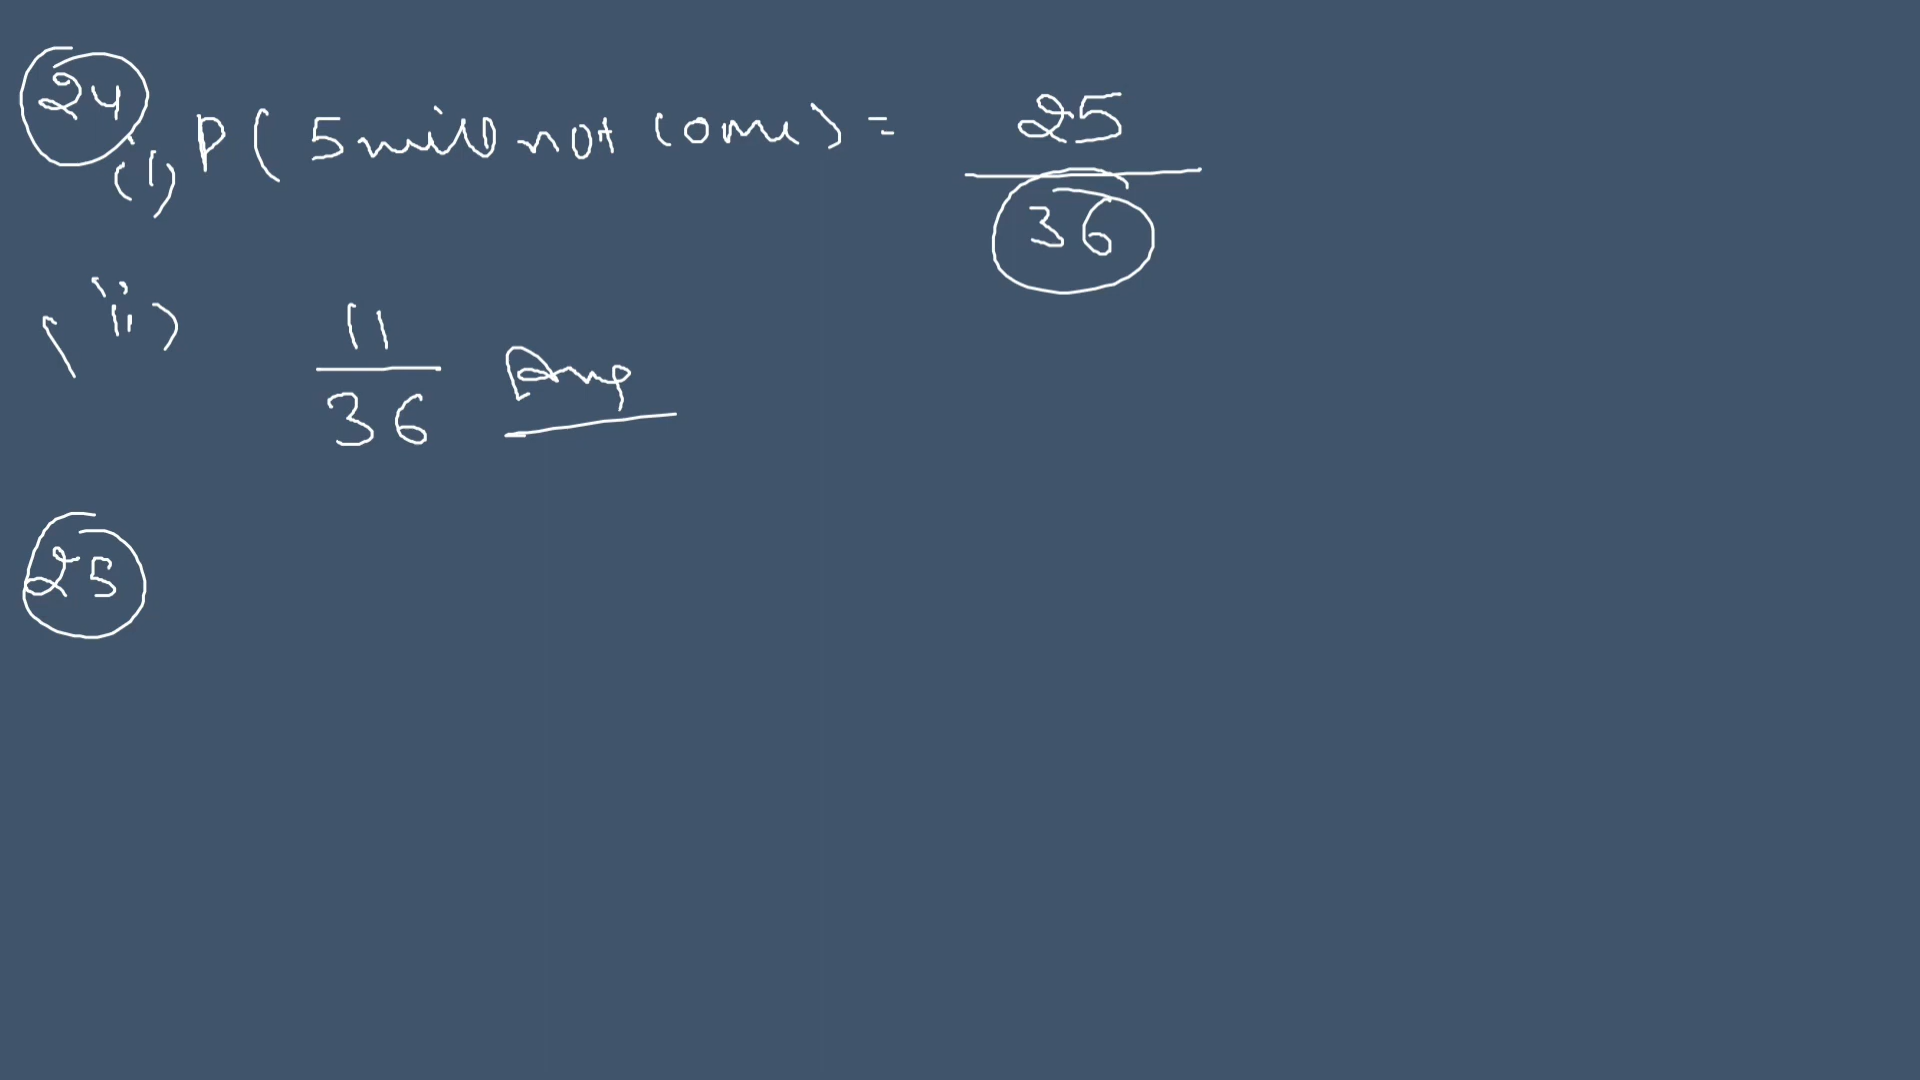 24
(i) P(5 will not come) = 25/36
(ii) 11/36 Ans
25